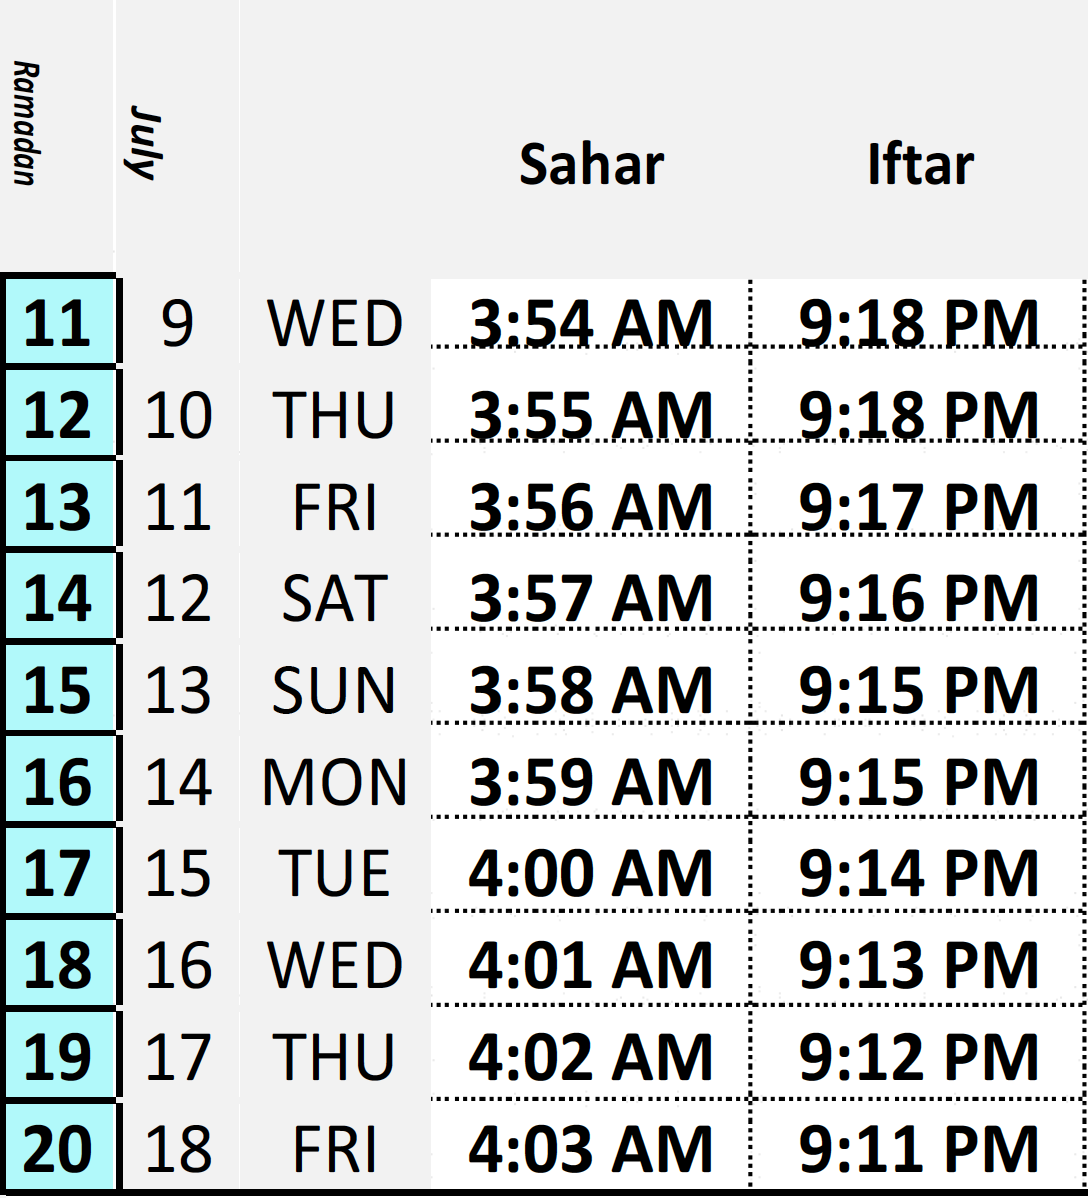 Ramadan July Sahar Iftar
11 9 WED 3:54 AM 9:18 PM
12 10 THU 3:55 AM 9:18 PM
13 11 FRI 3:56 AM 9:17 PM
14 12 SAT 3:57 AM 9:16 PM
15 13 SUN 3:58 AM 9:15 PM
16 14 MON 3:59 AM 9:15 PM
17 15 TUE 4:00 AM 9:14 PM
18 16 WED 4:01 AM 9:13 PM
19 17 THU 4:02 AM 9:12 PM
20 18 FRI 4:03 AM 9:11 PM